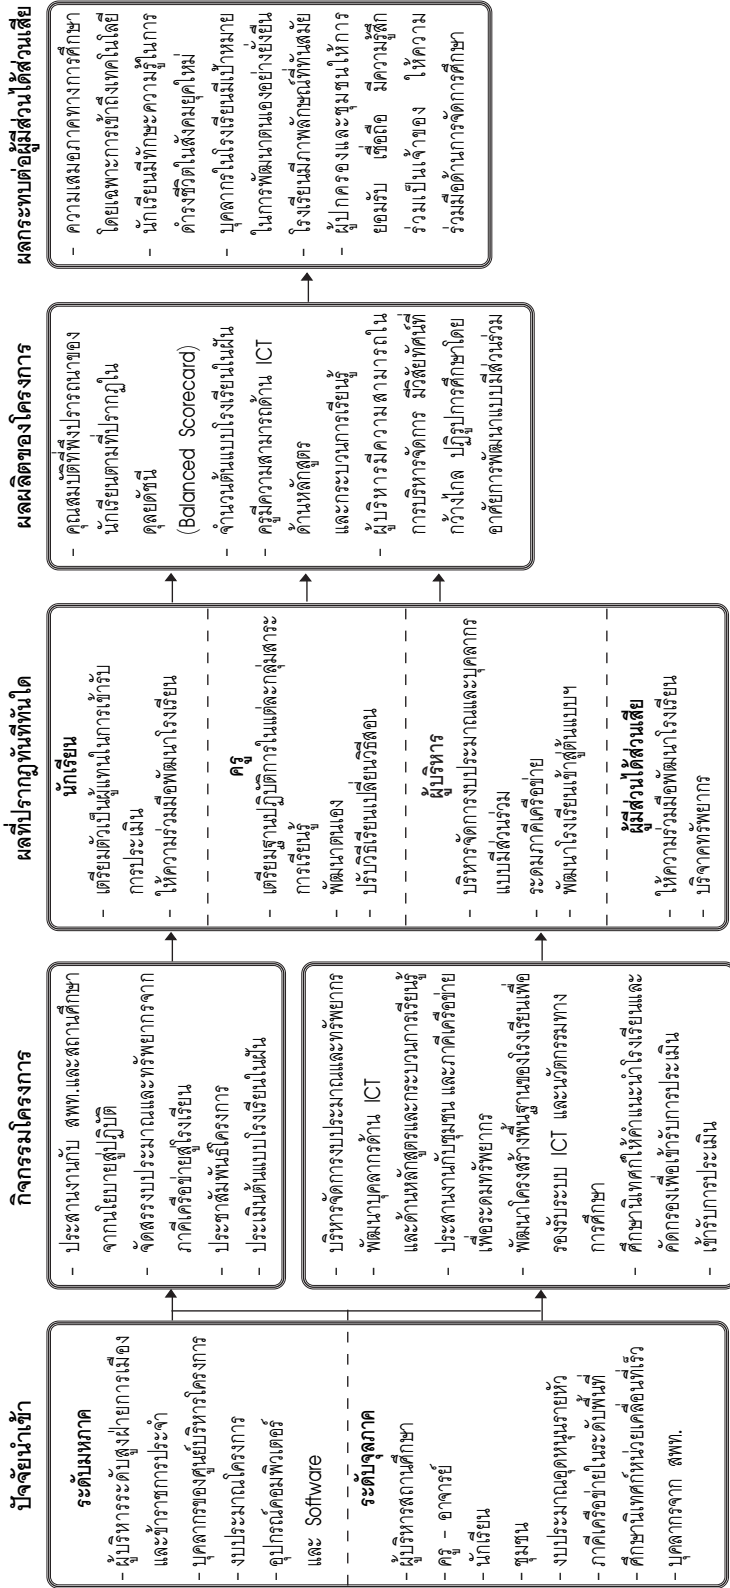 ปัจจัยนำเข้า
ระดับมหภาค
- ผู้บริหารระดับสูงฝ่ายการเมือง
และข้าราชการประจำ
- บุคลากรของศูนย์บริหารโครงการ
- งบประมาณโครงการ
- อุปกรณ์คอมพิวเตอร์
และ Software
ระดับจุลภาค
- ผู้บริหารสถานศึกษา
- ครู - อาจารย์
- นักเรียน
- ชุมชน
- งบประมาณอุดหนุนรายหัว
- ภาคีเครือข่ายในระดับพื้นที่
- ศึกษานิเทศก์หน่วยเคลื่อนที่เร็ว
- บุคลากรจาก สพท.
กิจกรรมโครงการ
- ประสานงานกับ สพท.และสถานศึกษา
จากนโยบายสู่ปฏิบัติ
- จัดสรรงบประมาณและทรัพยากรจาก
ภาคีเครือข่ายสู่โรงเรียน
- ประชาสัมพันธ์โครงการ
- ประเมินต้นแบบโรงเรียนในฝัน
- บริหารจัดการงบประมาณและทรัพยากร
- พัฒนาบุคลากรด้าน ICT
และด้านหลักสูตรและกระบวนการเรียนรู้
- ประสานงานกับชุมชน และภาคีเครือข่าย
เพื่อระดมทรัพยากร
- พัฒนาโครงสร้างพื้นฐานของโรงเรียนเพื่อ
รองรับระบบ ICT และนวัตกรรมทาง
การศึกษา
- ศึกษานิเทศก์ให้คำแนะนำโรงเรียนและ
คัดกรองเพื่อเข้ารับการประเมิน
- เข้ารับการประเมิน
ผลที่ปรากฏทันทีทันใด
นักเรียน
- เตรียมตัวเป็นผู้แทนในการเข้ารับ
การประเมิน
- ให้ความร่วมมือพัฒนาโรงเรียน
ครู
- เตรียมฐานปฏิบัติการในแต่ละกลุ่มสาระ
การเรียนรู้
- พัฒนาตนเอง
- ปรับวิธีเรียนเปลี่ยนวิธีสอน
ผู้บริหาร
- บริหารจัดการงบประมาณและบุคลากร
แบบมีส่วนร่วม
- ระดมภาคีเครือข่าย
- พัฒนาโรงเรียนเข้าสู่ต้นแบบฯ
ผู้มีส่วนได้ส่วนเสีย
- ให้ความร่วมมือพัฒนาโรงเรียน
- บริจาคทรัพยากร
ผลผลิตของโครงการ
- คุณสมบัติที่พึงปรารถนาของ
นักเรียนตามที่ปรากฏใน
ดุลยดัชนี
(Balanced Scorecard)
- จำนวนต้นแบบโรงเรียนในฝัน
- ครูมีความสามารถด้าน ICT
ด้านหลักสูตร
และกระบวนการเรียนรู้
- ผู้บริหารมีความสามารถใน
การบริหารจัดการ มีวิสัยทัศน์ที่
กว้างไกล ปฏิรูปการศึกษาโดย
อาศัยการพัฒนาแบบมีส่วนร่วม
ผลกระทบต่อผู้มีส่วนได้ส่วนเสีย
- ความเสมอภาคทางการศึกษา
โดยเฉพาะการเข้าถึงเทคโนโลยี
- นักเรียนมีทักษะความรู้ในการ
ดำรงชีวิตในสังคมยุคใหม่
- บุคลากรในโรงเรียนมีเป้าหมาย
ในการพัฒนาตนเองอย่างยั่งยืน
- โรงเรียนมีภาพลักษณ์ที่ทันสมัย
- ผู้ปกครองและชุมชนให้การ
ยอมรับ เชื่อถือ มีความรู้สึก
ร่วมเป็นเจ้าของ ให้ความ
ร่วมมือด้านการจัดการศึกษา